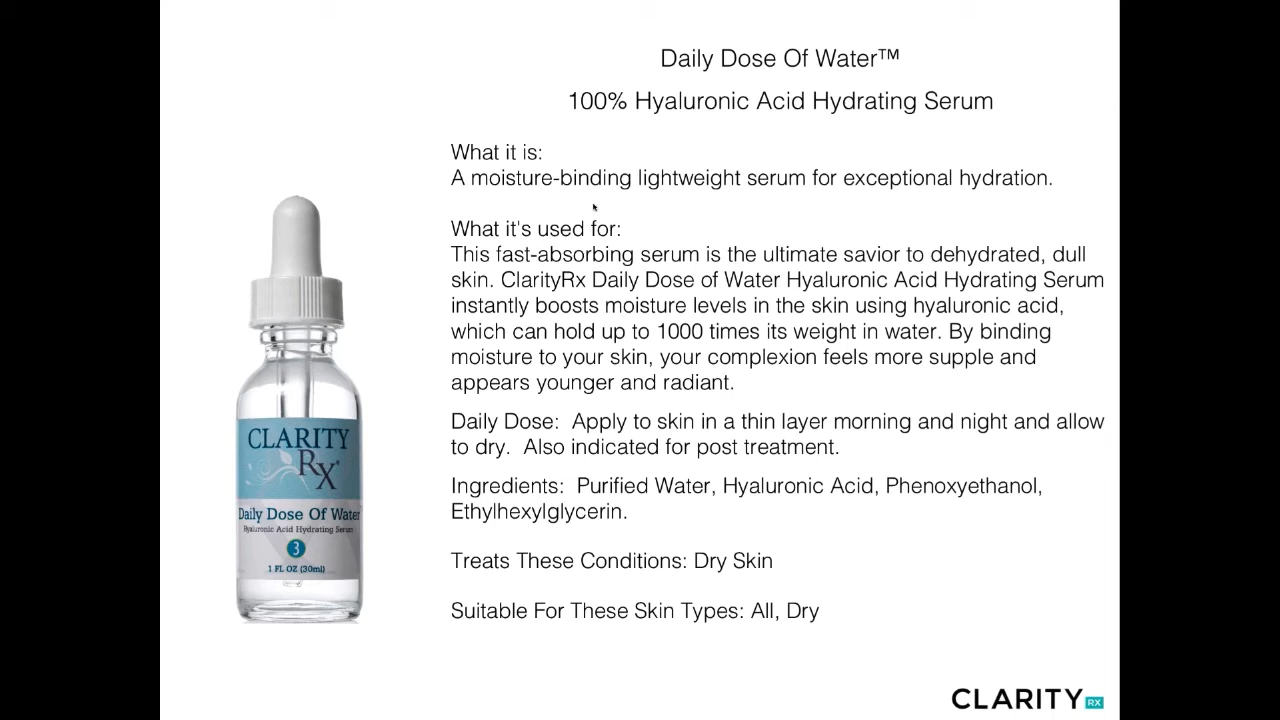 Daily Dose Of Water™
100% Hyaluronic Acid Hydrating Serum
What it is:
A moisture-binding lightweight serum for exceptional hydration.
What it's used for:
This fast-absorbing serum is the ultimate savior to dehydrated, dull
skin. ClarityRx Daily Dose of Water Hyaluronic Acid Hydrating Serum
instantly boosts moisture levels in the skin using hyaluronic acid,
which can hold up to 1000 times its weight in water. By binding
moisture to your skin, your complexion feels more supple and
appears younger and radiant.
Daily Dose:  Apply to skin in a thin layer morning and night and allow
to dry.  Also indicated for post treatment.
Ingredients:  Purified Water, Hyaluronic Acid, Phenoxyethanol,
Ethylhexylglycerin.
Treats These Conditions: Dry Skin
Suitable For These Skin Types: All, Dry
CLARITY
Rx®
Daily Dose Of Water
Hyaluronic Acid Hydrating Serum
3
1 FL OZ (30ml)
CLARITY RX